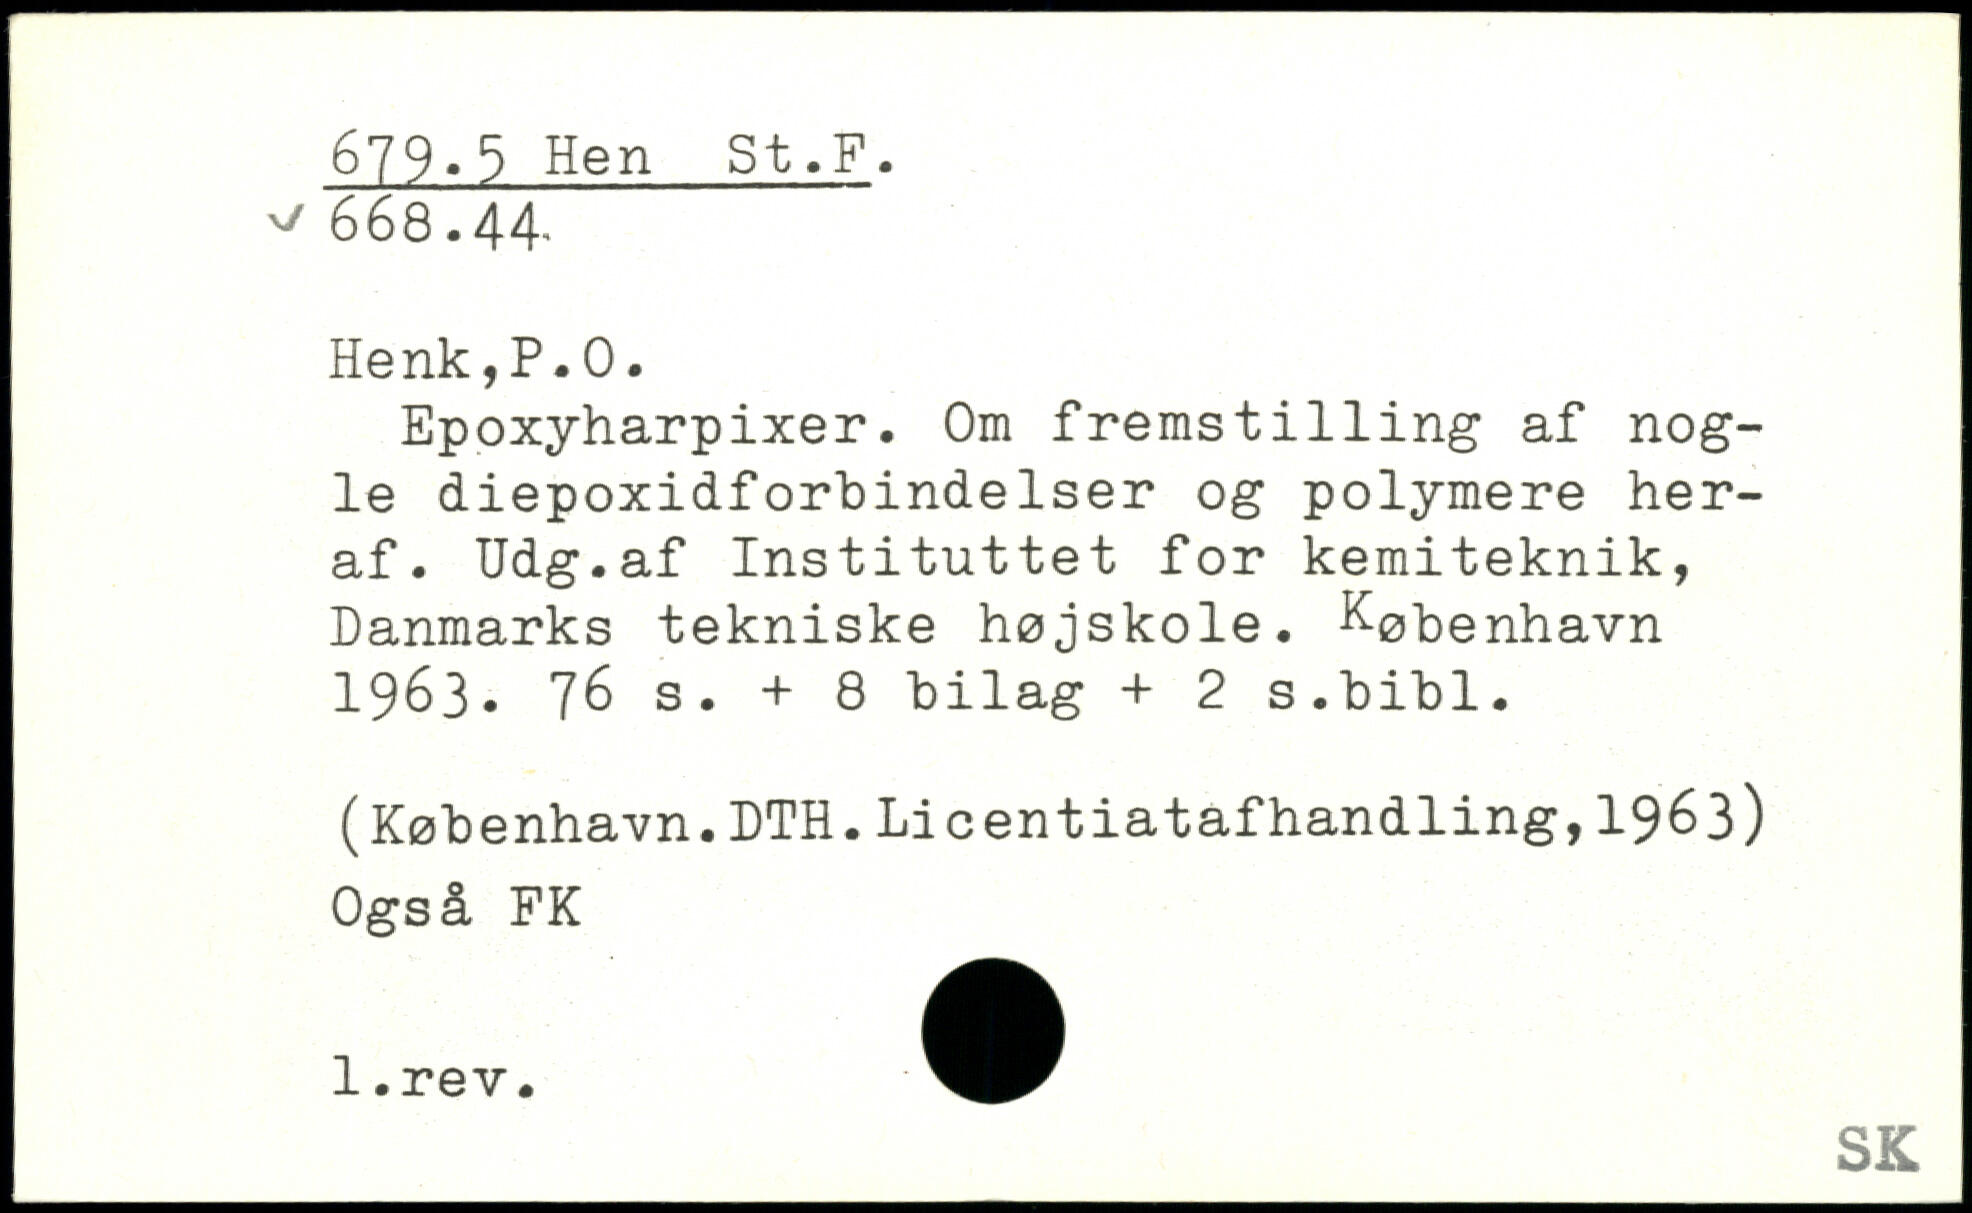 679.5 Hen St.F.
✓ 668.44.
Henk,P.O.
Epoxyharpixer. Om fremstilling af nog-
le diepoxidforbindelser og polymere her-
af. Udg.af Instituttet for kemiteknik,
Danmarks tekniske højskole. København
1963. 76 s. + 8 bilag + 2 s.bibl.
(København.DTH.Licentiatafhandling,1963)
Også FK
1.rev.
SK